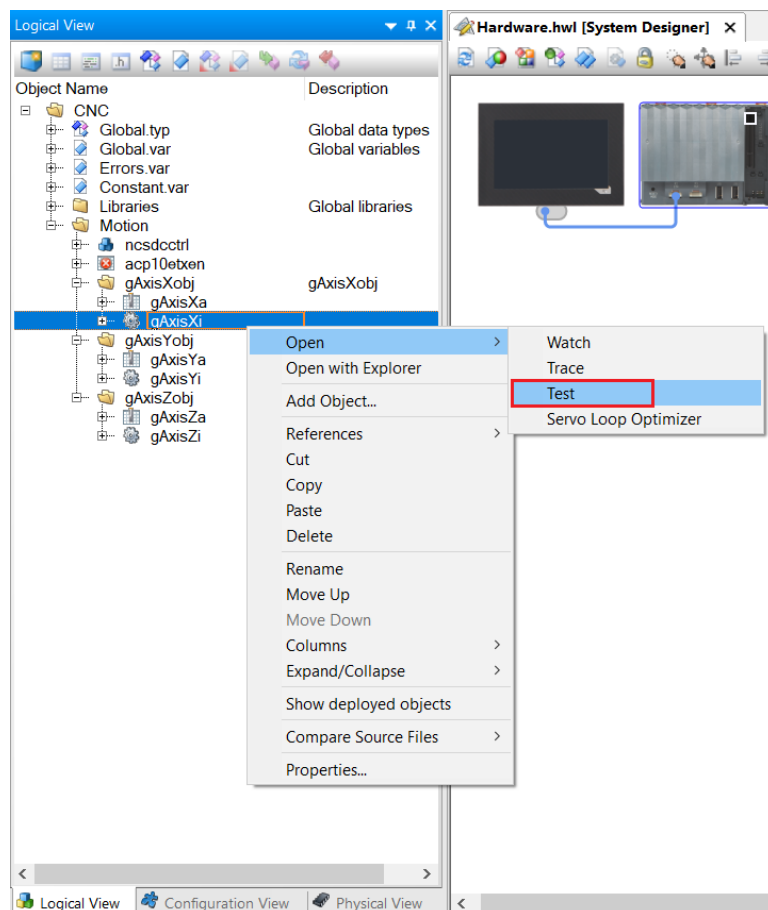 Logical View
Hardware.hwl [System Designer]
Object Name Description
CNC
Global.typ Global data types
Global.var Global variables
Errors.var
Constant.var
Libraries Global libraries
Motion
ncsdcctrl
acp10etxen
gAxisXobj gAxisXobj
gAxisXa
gAxisXi
gAxisYobj
gAxisYa
gAxisYi
gAxisZobj
gAxisZa
gAxisZi
Open
Open with Explorer
Add Object...
References
Cut
Copy
Paste
Delete
Rename
Move Up
Move Down
Columns
Expand/Collapse
Show deployed objects
Compare Source Files
Properties...
Watch
Trace
Test
Servo Loop Optimizer
Logical View Configuration View Physical View